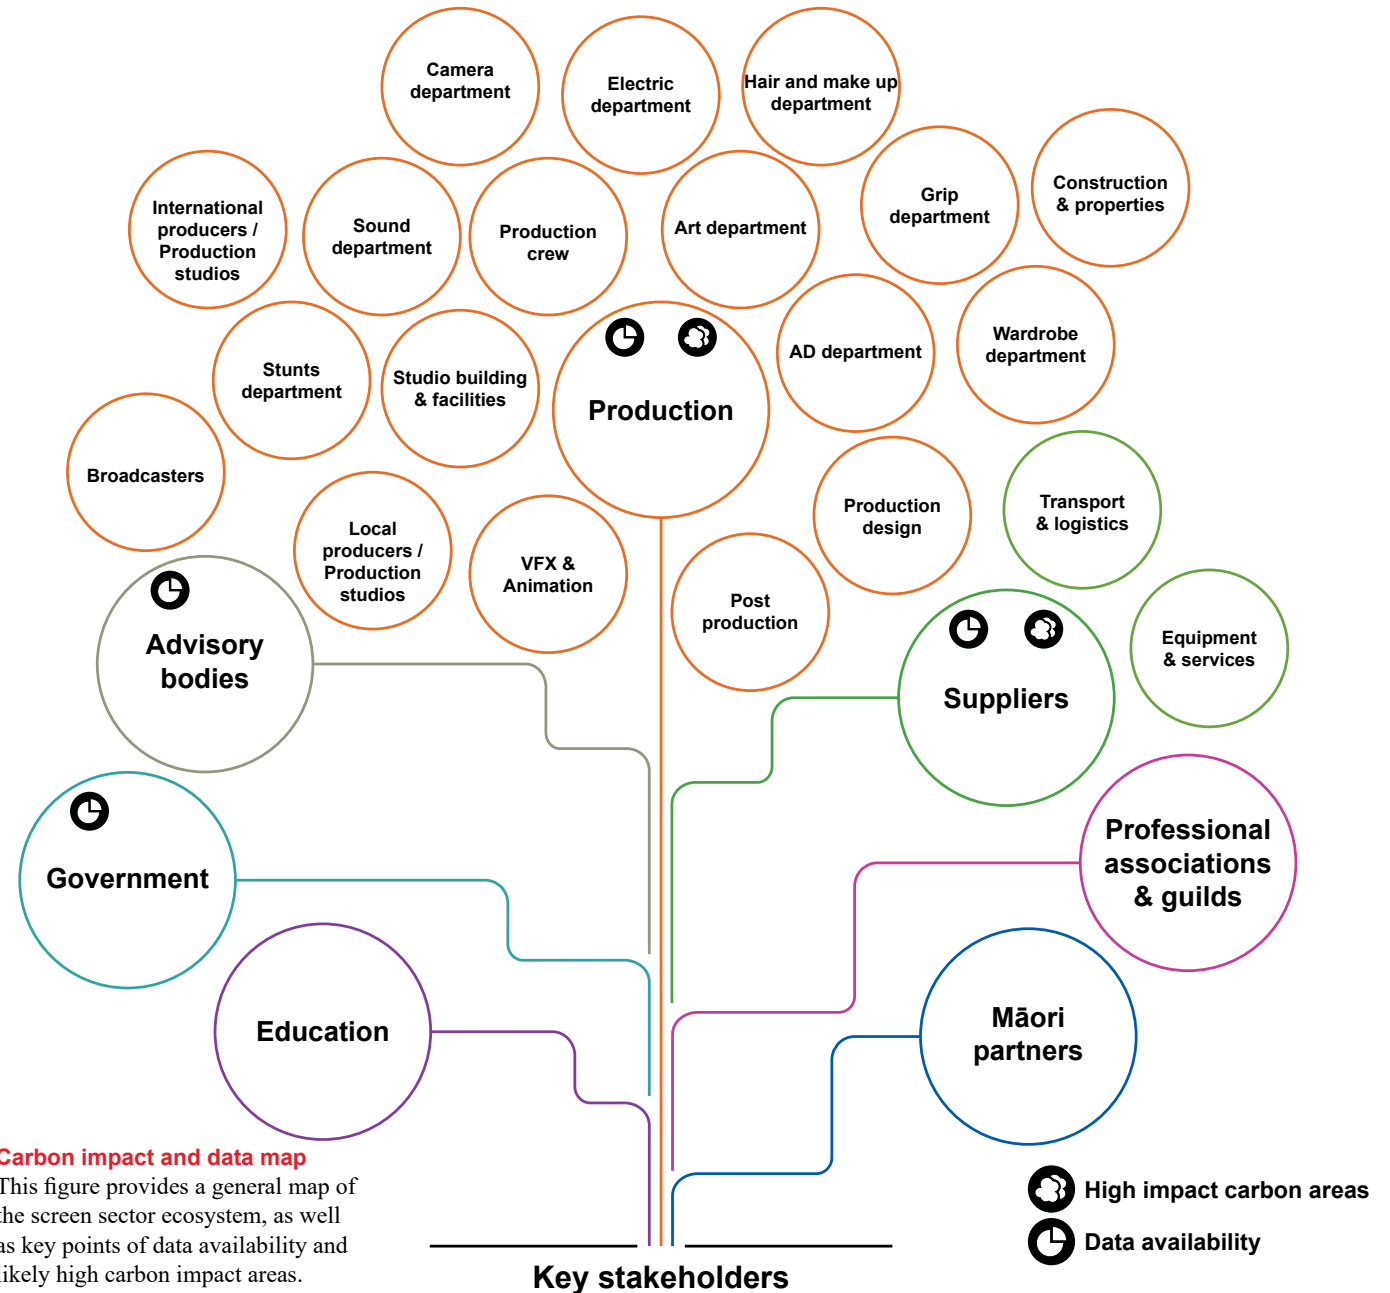 Camera
department
Electric
department
Hair and make up
department
International
producers /
Production
studios
Sound
department
Production
crew
Art department
Grip
department
Construction
& properties
Stunts
department
Studio building
& facilities
Production
AD department
Wardrobe
department
Broadcasters
Local
producers /
Production
studios
VFX &
Animation
Post
production
Production
design
Transport
& logistics
Equipment
& services
Advisory
bodies
Suppliers
Government
Professional
associations
& guilds
Education
Māori
partners
Carbon impact and data map
This figure provides a general map of
the screen sector ecosystem, as well
as key points of data availability and
likely high carbon impact areas.
Key stakeholders
High impact carbon areas
Data availability